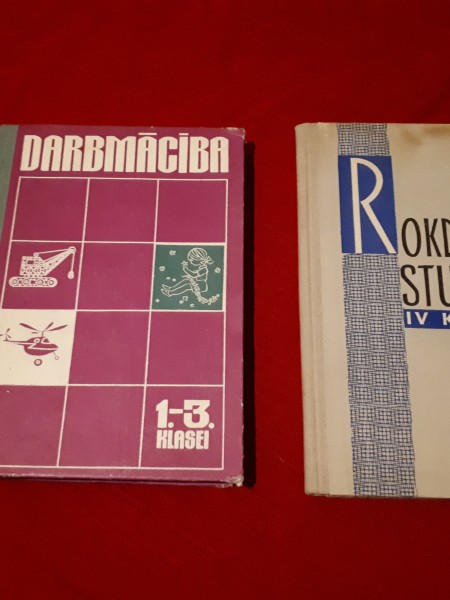 DARBMĀCĪBA
1.-3.
KLASEI
ROKD
STU
IV K